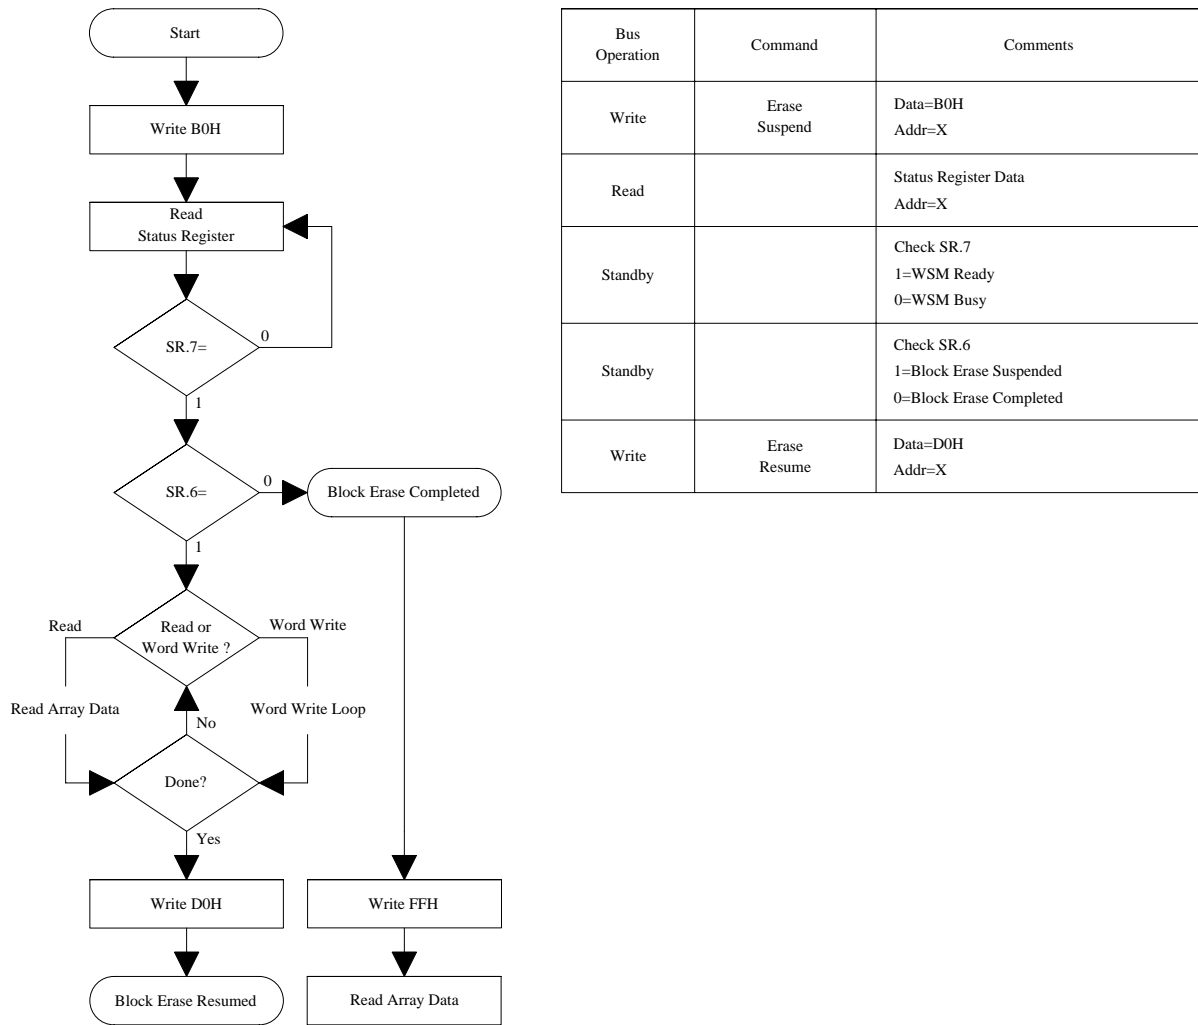 Start
Write B0H
Read
Status Register
SR.7=
0
1
SR.6=
0
Block Erase Completed
1
Read or
Word Write ?
Read
Word Write
Read Array Data
Word Write Loop
No
Done?
Yes
Write D0H
Write FFH
Block Erase Resumed
Read Array Data
Bus
Operation
Command
Comments
Write
Erase
Suspend
Data=B0H
Addr=X
Read
Status Register Data
Addr=X
Standby
Check SR.7
1=WSM Ready
0=WSM Busy
Standby
Check SR.6
1=Block Erase Suspended
0=Block Erase Completed
Write
Erase
Resume
Data=D0H
Addr=X